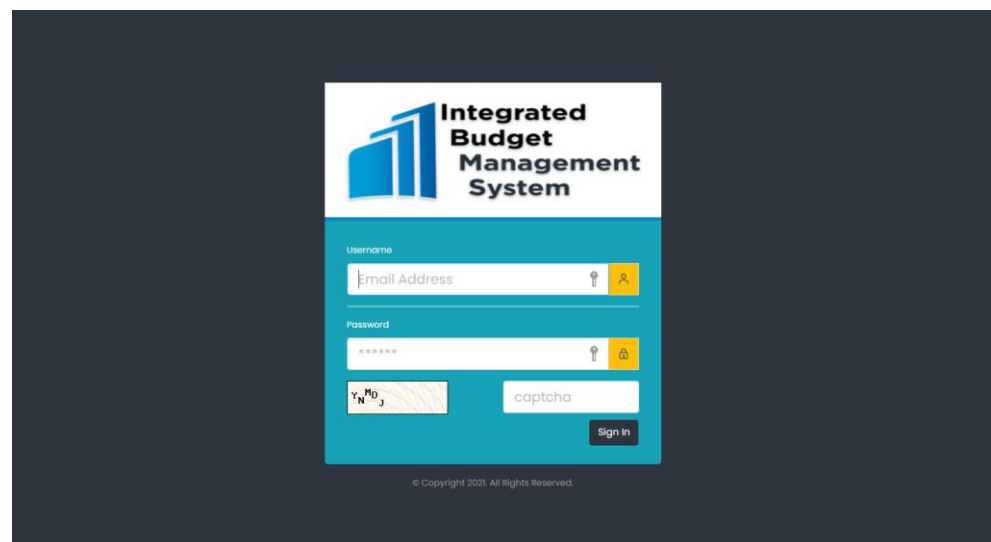 Integrated
Budget
Management
System
Username
Email Address
Password
******
YNMDJ
captcha
Sign In
© Copyright 2021. All Rights Reserved.